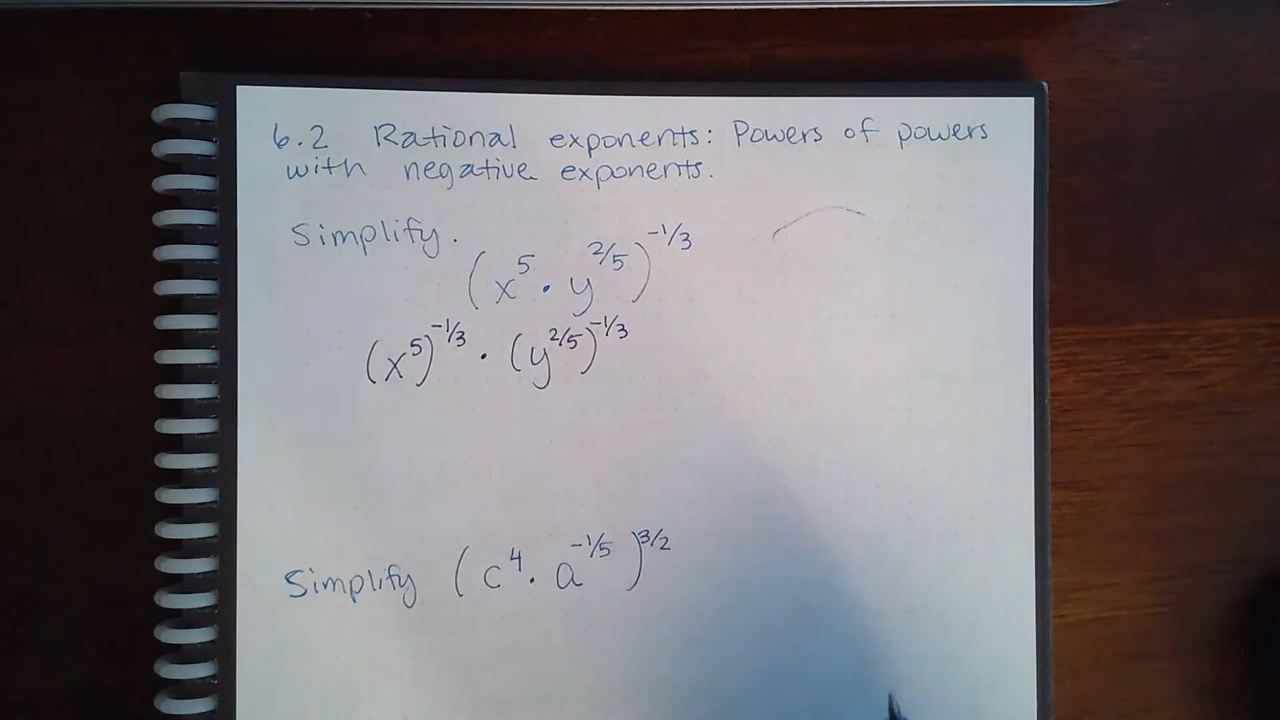 6.2 Rational exponents: Powers of powers
with negative exponents.
Simplify.
(x^5 · y^{2/5})^{-1/3}
(x^5)^{-1/3} · (y^{2/5})^{-1/3}
Simplify (c^4 · a^{-1/5})^{3/2}